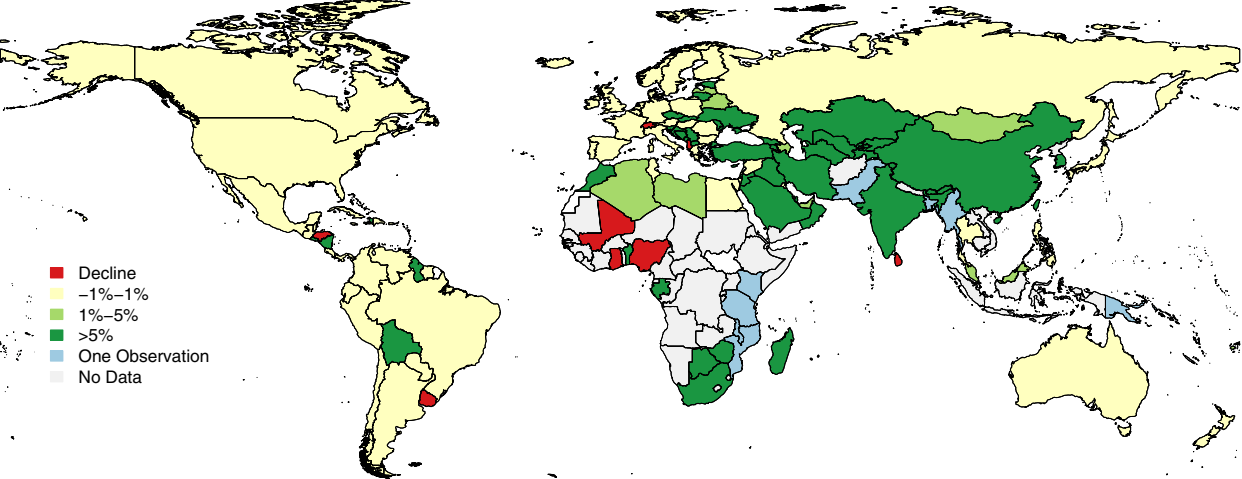 Decline
−1%−1%
1%−5%
>5%
One Observation
No Data